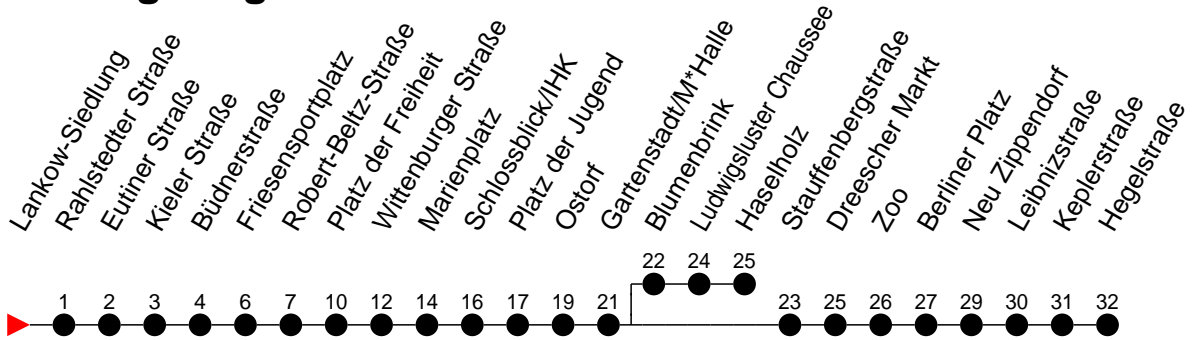 Lankow-Siedlung
Rahlstedter Straße
Eutiner Straße
Kieler Straße
Büdnerstraße
Friesensportplatz
Robert-Beltz-Straße
Platz der Freiheit
Wittenburger Straße
Marienplatz
Schlossblick/IHK
Platz der Jugend
Ostorf
Gartenstadt/M*Halle
Blumenbrink
Ludwigsluster Chaussee
Haselholz
Stauffenbergstraße
Dreescher Markt
Zoo
Berliner Platz
Neu Zippendorf
Leibnizstraße
Keplerstraße
Hegelstraße
22 24 25
1 2 3 4 6 7 10 12 14 16 17 19 21 23 25 26 27 29 30 31 32